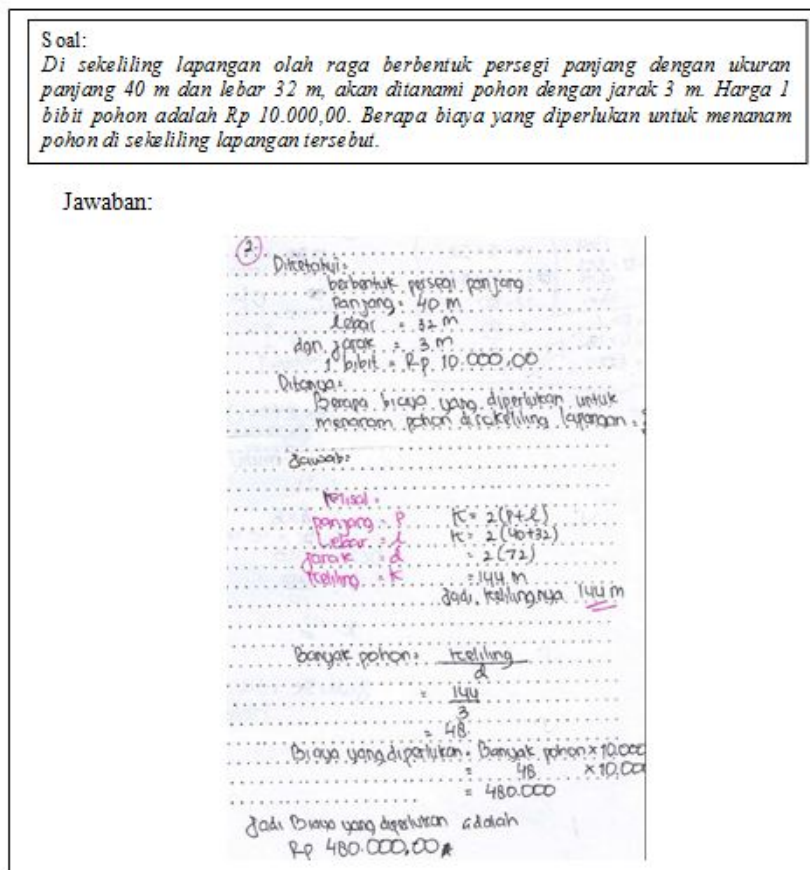 Soal:
Di sekeliling lapangan olah raga berbentuk persegi panjang dengan ukuran
panjang 40 m dan lebar 32 m, akan ditanami pohon dengan jarak 3 m. Harga 1
bibit pohon adalah Rp 10.000,00. Berapa biaya yang diperlukan untuk menanam
pohon di sekeliling lapangan tersebut.
Jawaban:
2.
Diketahui:
berbentuk persegi panjang
Panjang = 40 m
lebar = 32 m
dgn jarak = 3 m
1 bibit = Rp 10.000,00
Ditanya:
Berapa biaya yang diperlukan untuk
menanam pohon disekeliling lapangan =
Jawab:
Misal:
panjang = p
Lebar = l
jarak = d
keliling = k
K = 2(p+l)
K = 2(40+32)
= 2(72)
= 144 m
Jadi, kelilingnya 144 m
Banyak pohon = keliling
d
= 144
3
= 48
Biaya yang diperlukan = Banyak pohon × 10.000
= 48 × 10.000
= 480.000
Jadi Biaya yang diperlukan adalah
Rp 480.000,00